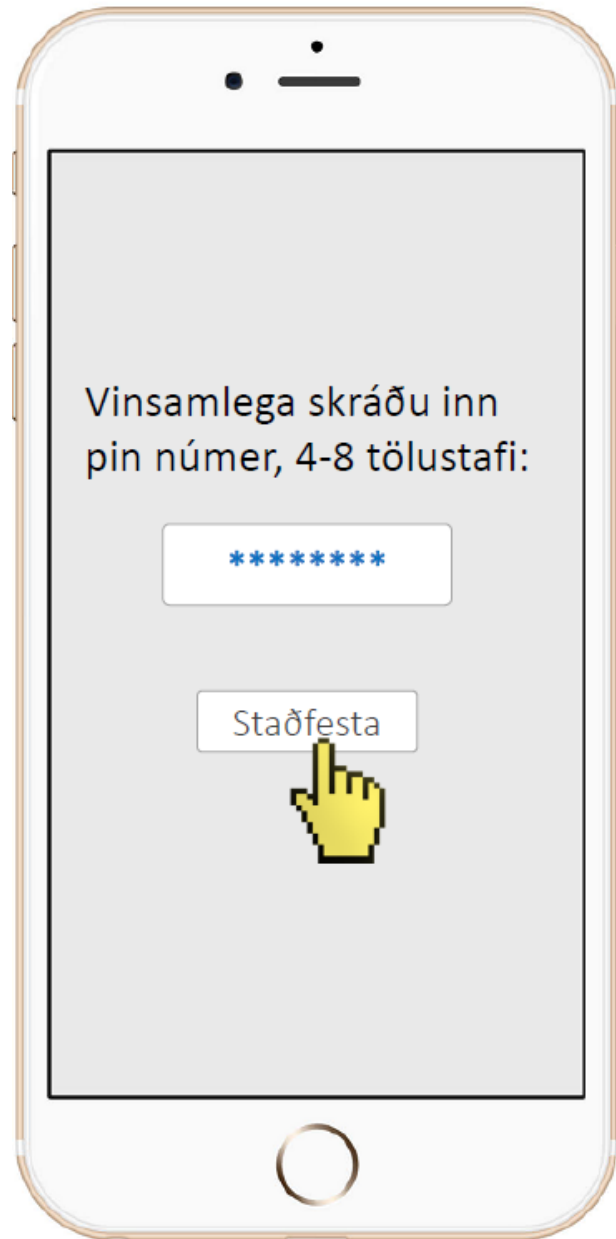 Vinsamlega skráðu inn
pin númer, 4-8 tölustafi:
********
Staðfesta